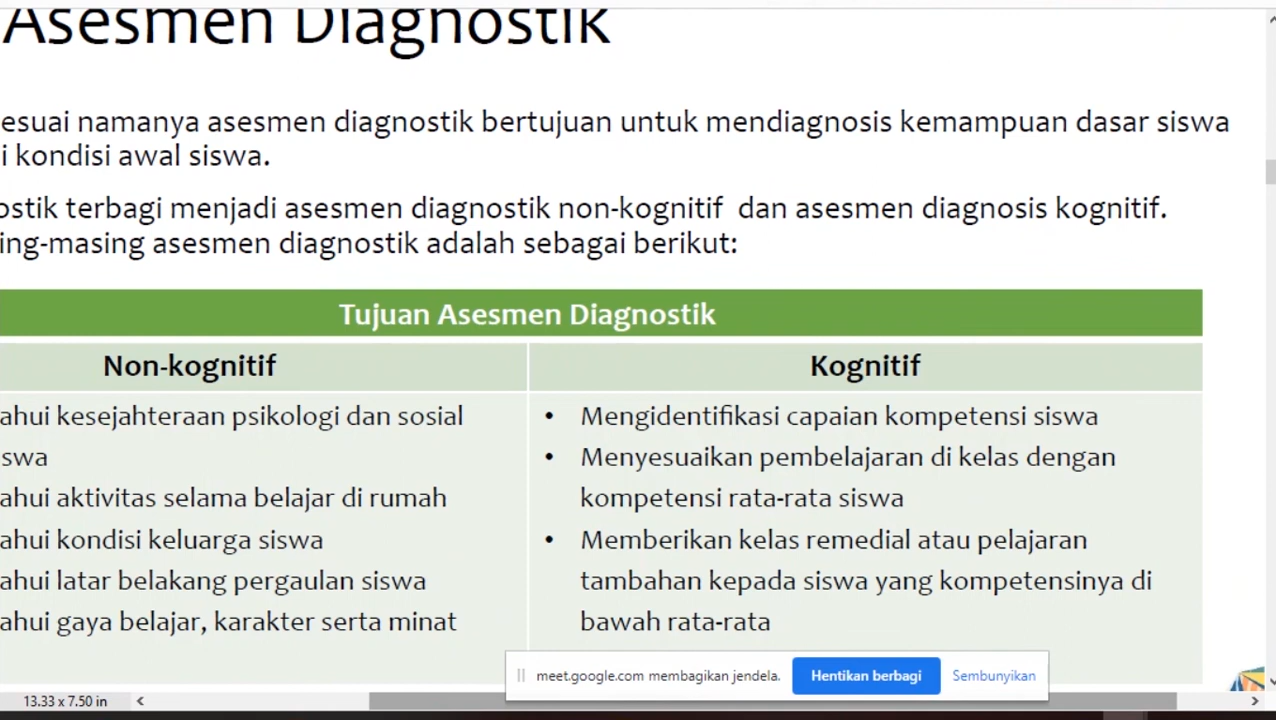 Asesmen Diagnostik
esuai namanya asesmen diagnostik bertujuan untuk mendiagnosis kemampuan dasar siswa
i kondisi awal siswa.
ostik terbagi menjadi asesmen diagnostik non-kognitif dan asesmen diagnosis kognitif.
ing-masing asesmen diagnostik adalah sebagai berikut:
Tujuan Asesmen Diagnostik
Non-kognitif
ahui kesejahteraan psikologi dan sosial
swa
ahui aktivitas selama belajar di rumah
ahui kondisi keluarga siswa
ahui latar belakang pergaulan siswa
ahui gaya belajar, karakter serta minat
Kognitif
• Mengidentifikasi capaian kompetensi siswa
• Menyesuaikan pembelajaran di kelas dengan
kompetensi rata-rata siswa
• Memberikan kelas remedial atau pelajaran
tambahan kepada siswa yang kompetensinya di
bawah rata-rata
meet.google.com membagikan jendela.
Hentikan berbagi
Sembunyikan
13.33 x 7.50 in